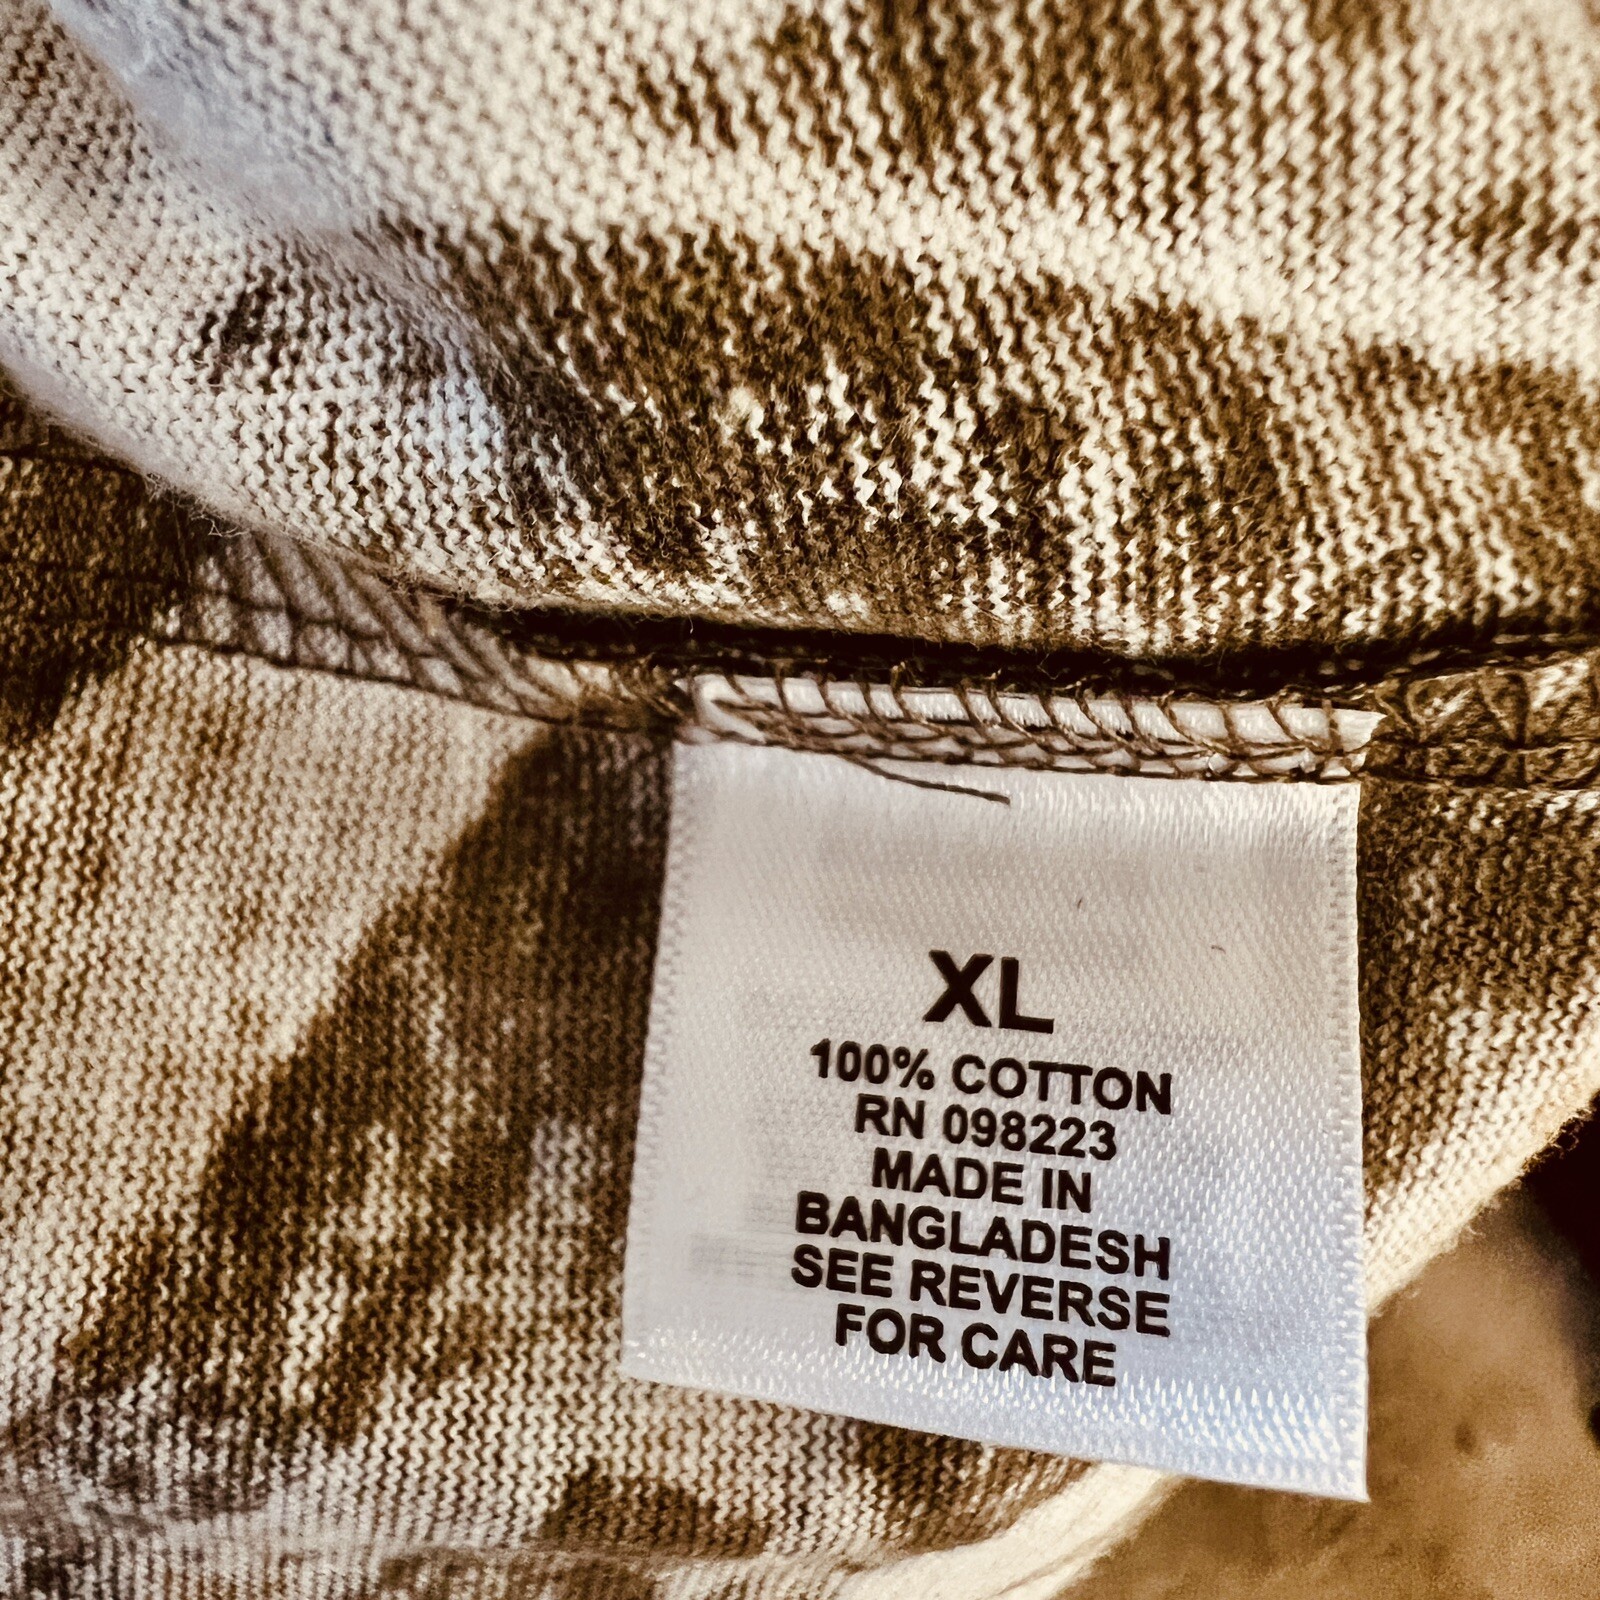 XL
100% COTTON
RN 098223
MADE IN
BANGLADESH
SEE REVERSE
FOR CARE